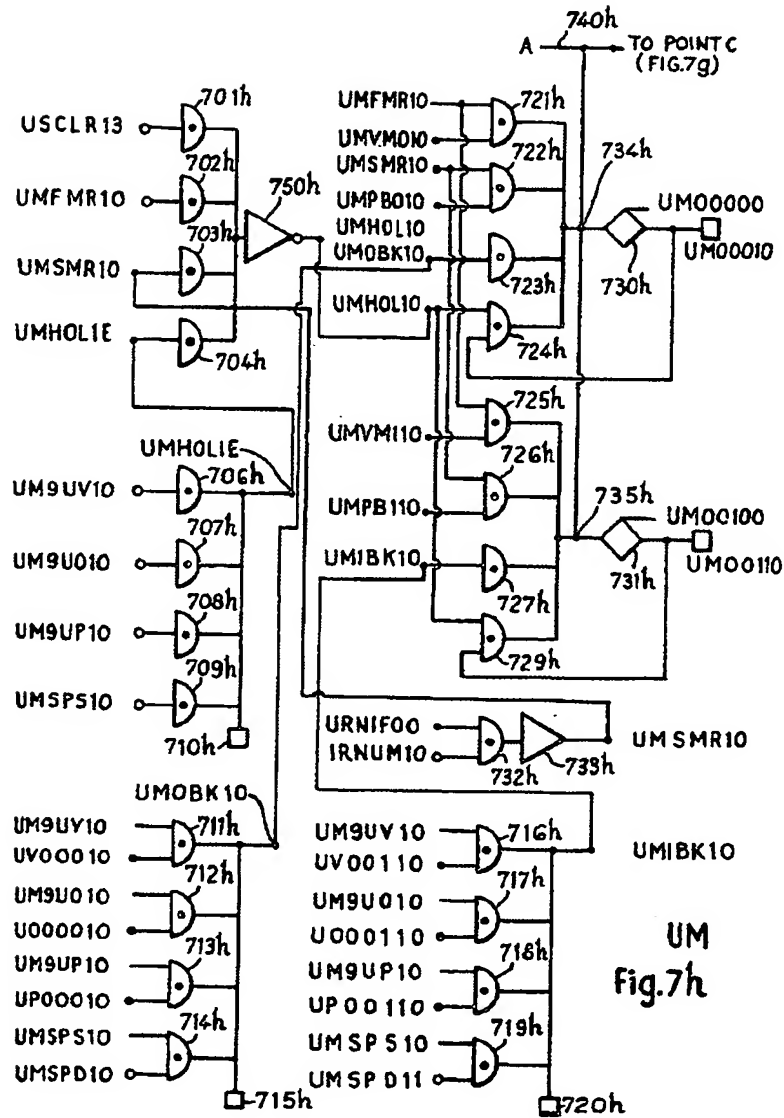 740h
A
TO POINT C
(FIG.7g)
701h
USCLR13
702h
UMFMR10
703h
UMSMR10
UMHOL1E
704h
750h
UMFMR10
721h
UMVM010
UMSMR10
722h
734h
UMPB010
UMHOL10
UM0BK10
723h
UM00000
UM00010
730h
UMHOL10
724h
725h
UMVM110
726h
735h
UMPB110
UM00100
UM00110
731h
UM1BK10
727h
729h
UMHOL1E
706h
UM9UV10
707h
UM9U010
708h
UM9UP10
709h
UMSPS10
710h
URN1F00
IRNUM10
732h
733h
UMSMR10
UM0BK10
UM9UV10
711h
UV00010
712h
UM9U010
U000010
713h
UM9UP10
UP00010
714h
UMSPS10
UMSPD10
715h
UM9UV10
716h
UV00110
UM1BK10
717h
UM9U010
U000110
718h
UM9UP10
UP00110
719h
UMSPS10
UMSPD11
720h
UM
Fig.7h